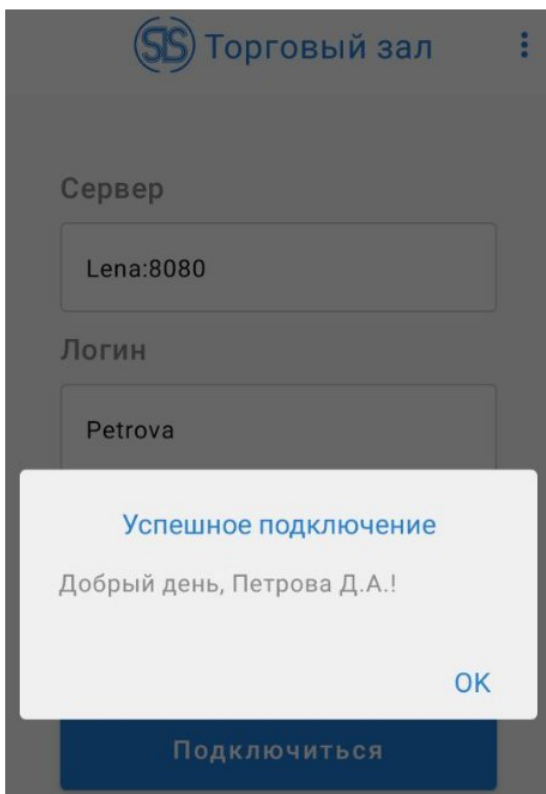 SIS Торговый зал
Сервер
Lena:8080
Логин
Petrova
Успешное подключение
Добрый день, Петрова Д.А.!
OK
Подключиться